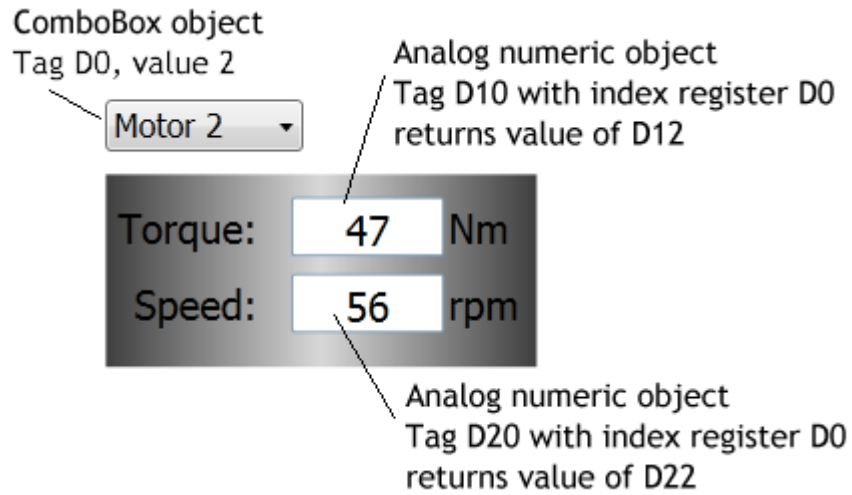 ComboBox object
Tag D0, value 2
Motor 2
Analog numeric object
Tag D10 with index register D0
returns value of D12
Torque: 47 Nm
Speed: 56 rpm
Analog numeric object
Tag D20 with index register D0
returns value of D22